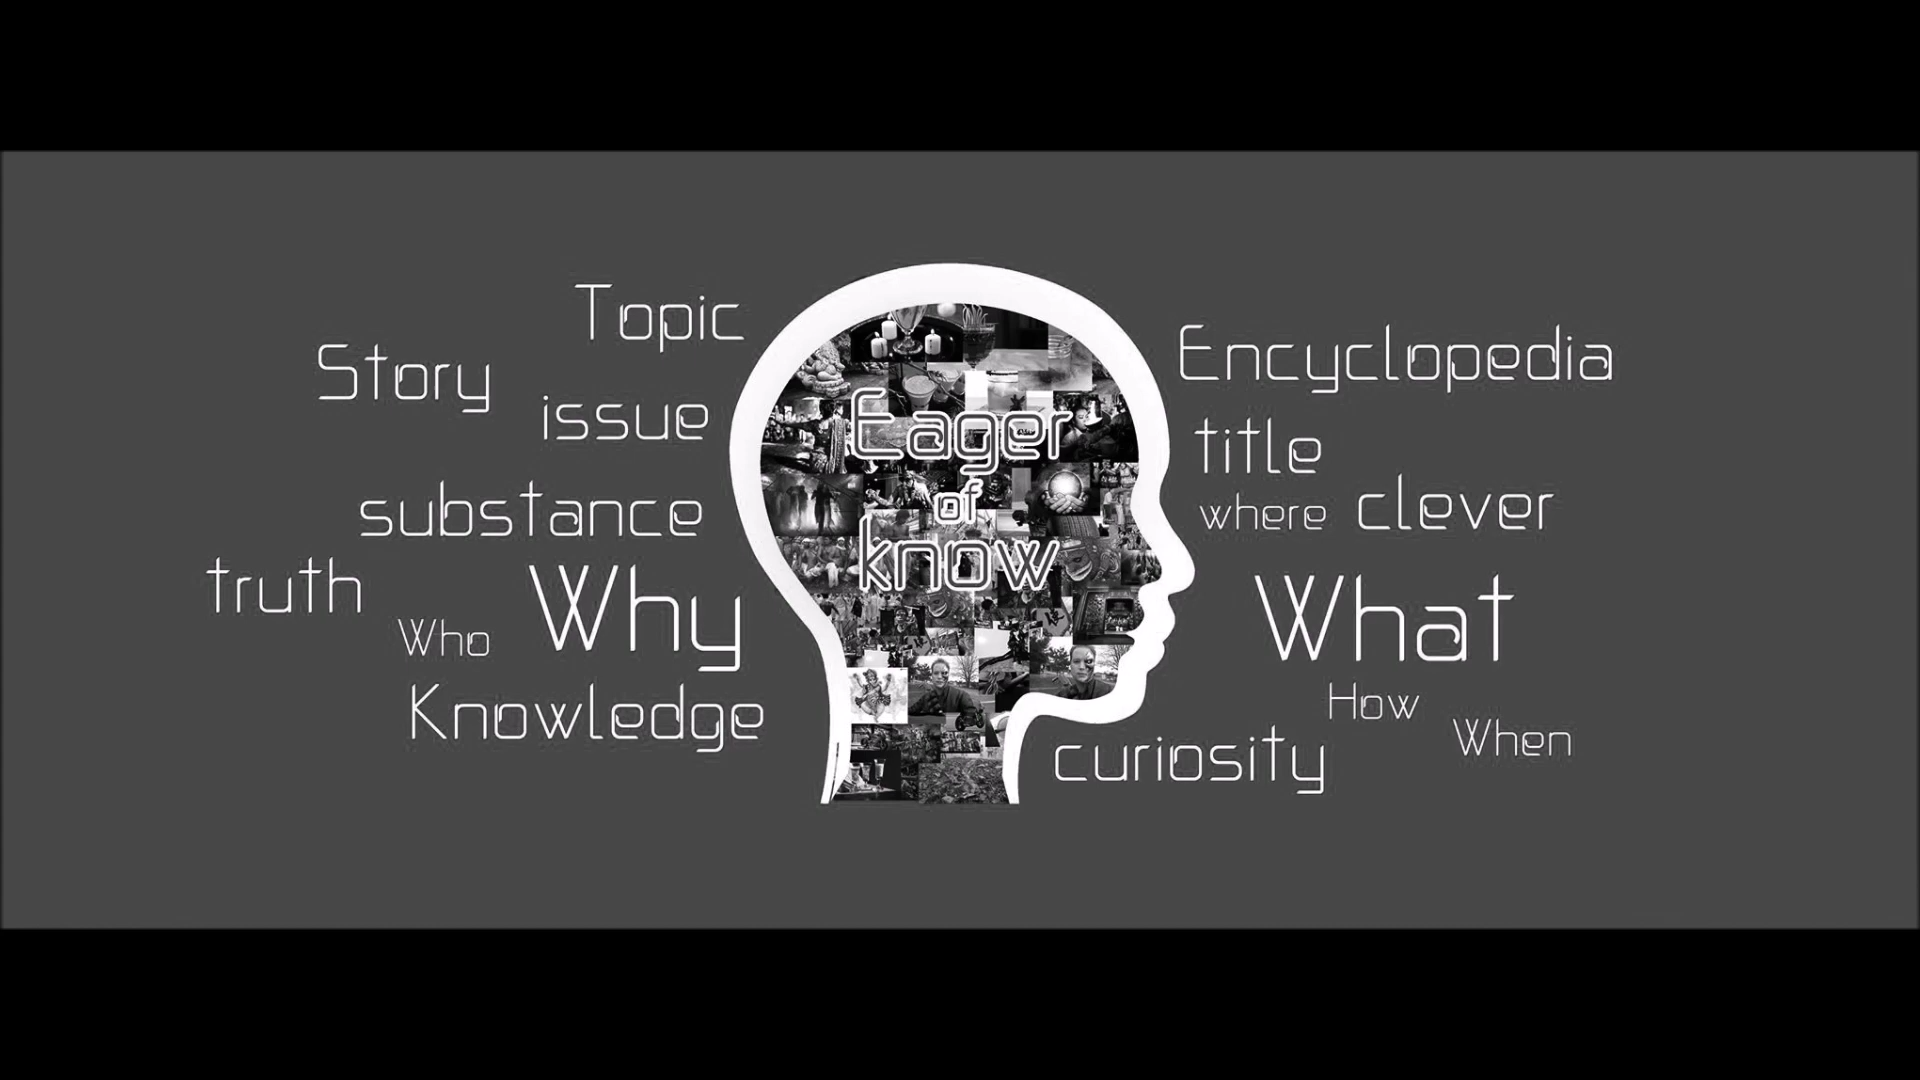 Topic
Story
issue
substance
truth
Who
Why
Knowledge
Eager
of
know
Encyclopedia
title
where clever
What
How
When
curiosity